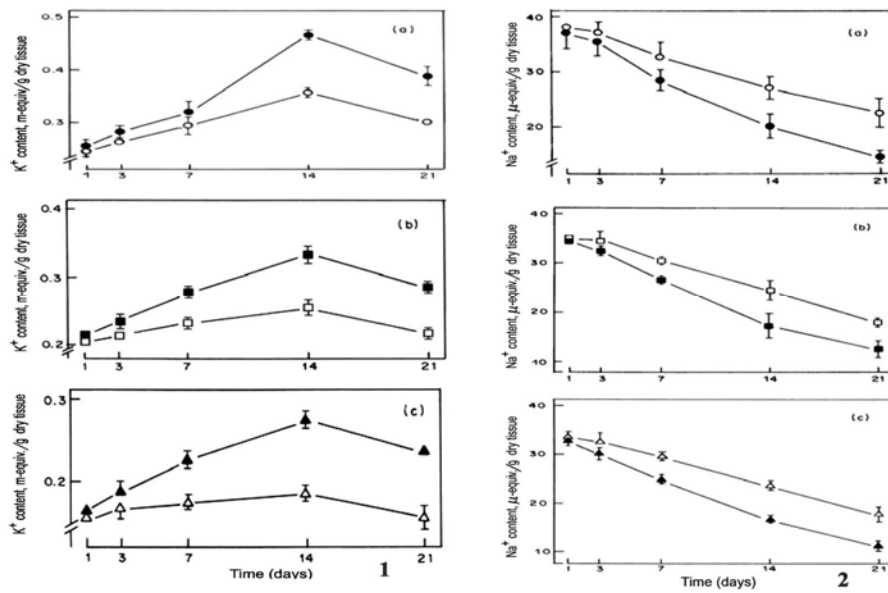 K⁺ content, m-equiv/g dry tissue
0.5
0.4
0.3
(a)
1 3 7 14 21
K⁺ content, m-equiv./g dry tissue
0.4
0.3
0.2
(b)
1 3 7 14 21
K⁺ content, m-equiv./g dry tissue
0.3
0.2
(c)
1 3 7 14 21
Time (days)
1
Na⁺ content, μ-equiv/g dry tissue
40
30
20
(a)
1 3 7 14 21
Na⁺ content, μ-equiv/g dry tissue
40
30
20
10
(b)
1 3 7 14 21
Na⁺ content, μ-equiv/g dry tissue
40
30
20
10
(c)
1 3 7 14 21
Time (days)
2